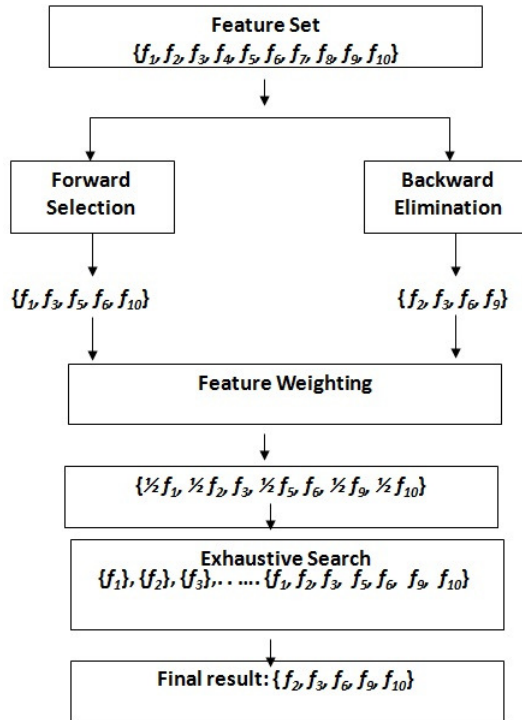 Feature Set
{f₁, f₂, f₃, f₄, f₅, f₆, f₇, f₈, f₉, f₁₀}
Forward
Selection
Backward
Elimination
{f₁, f₃, f₅, f₆, f₁₀}
{f₂, f₃, f₆, f₉}
Feature Weighting
{½ f₁, ½ f₂, f₃, ½ f₅, f₆, ½ f₉, ½ f₁₀}
Exhaustive Search
{f₁}, {f₂}, {f₃}, . . .... {f₁, f₂, f₃, f₅, f₆, f₉, f₁₀}
Final result: {f₂, f₃, f₆, f₉, f₁₀}